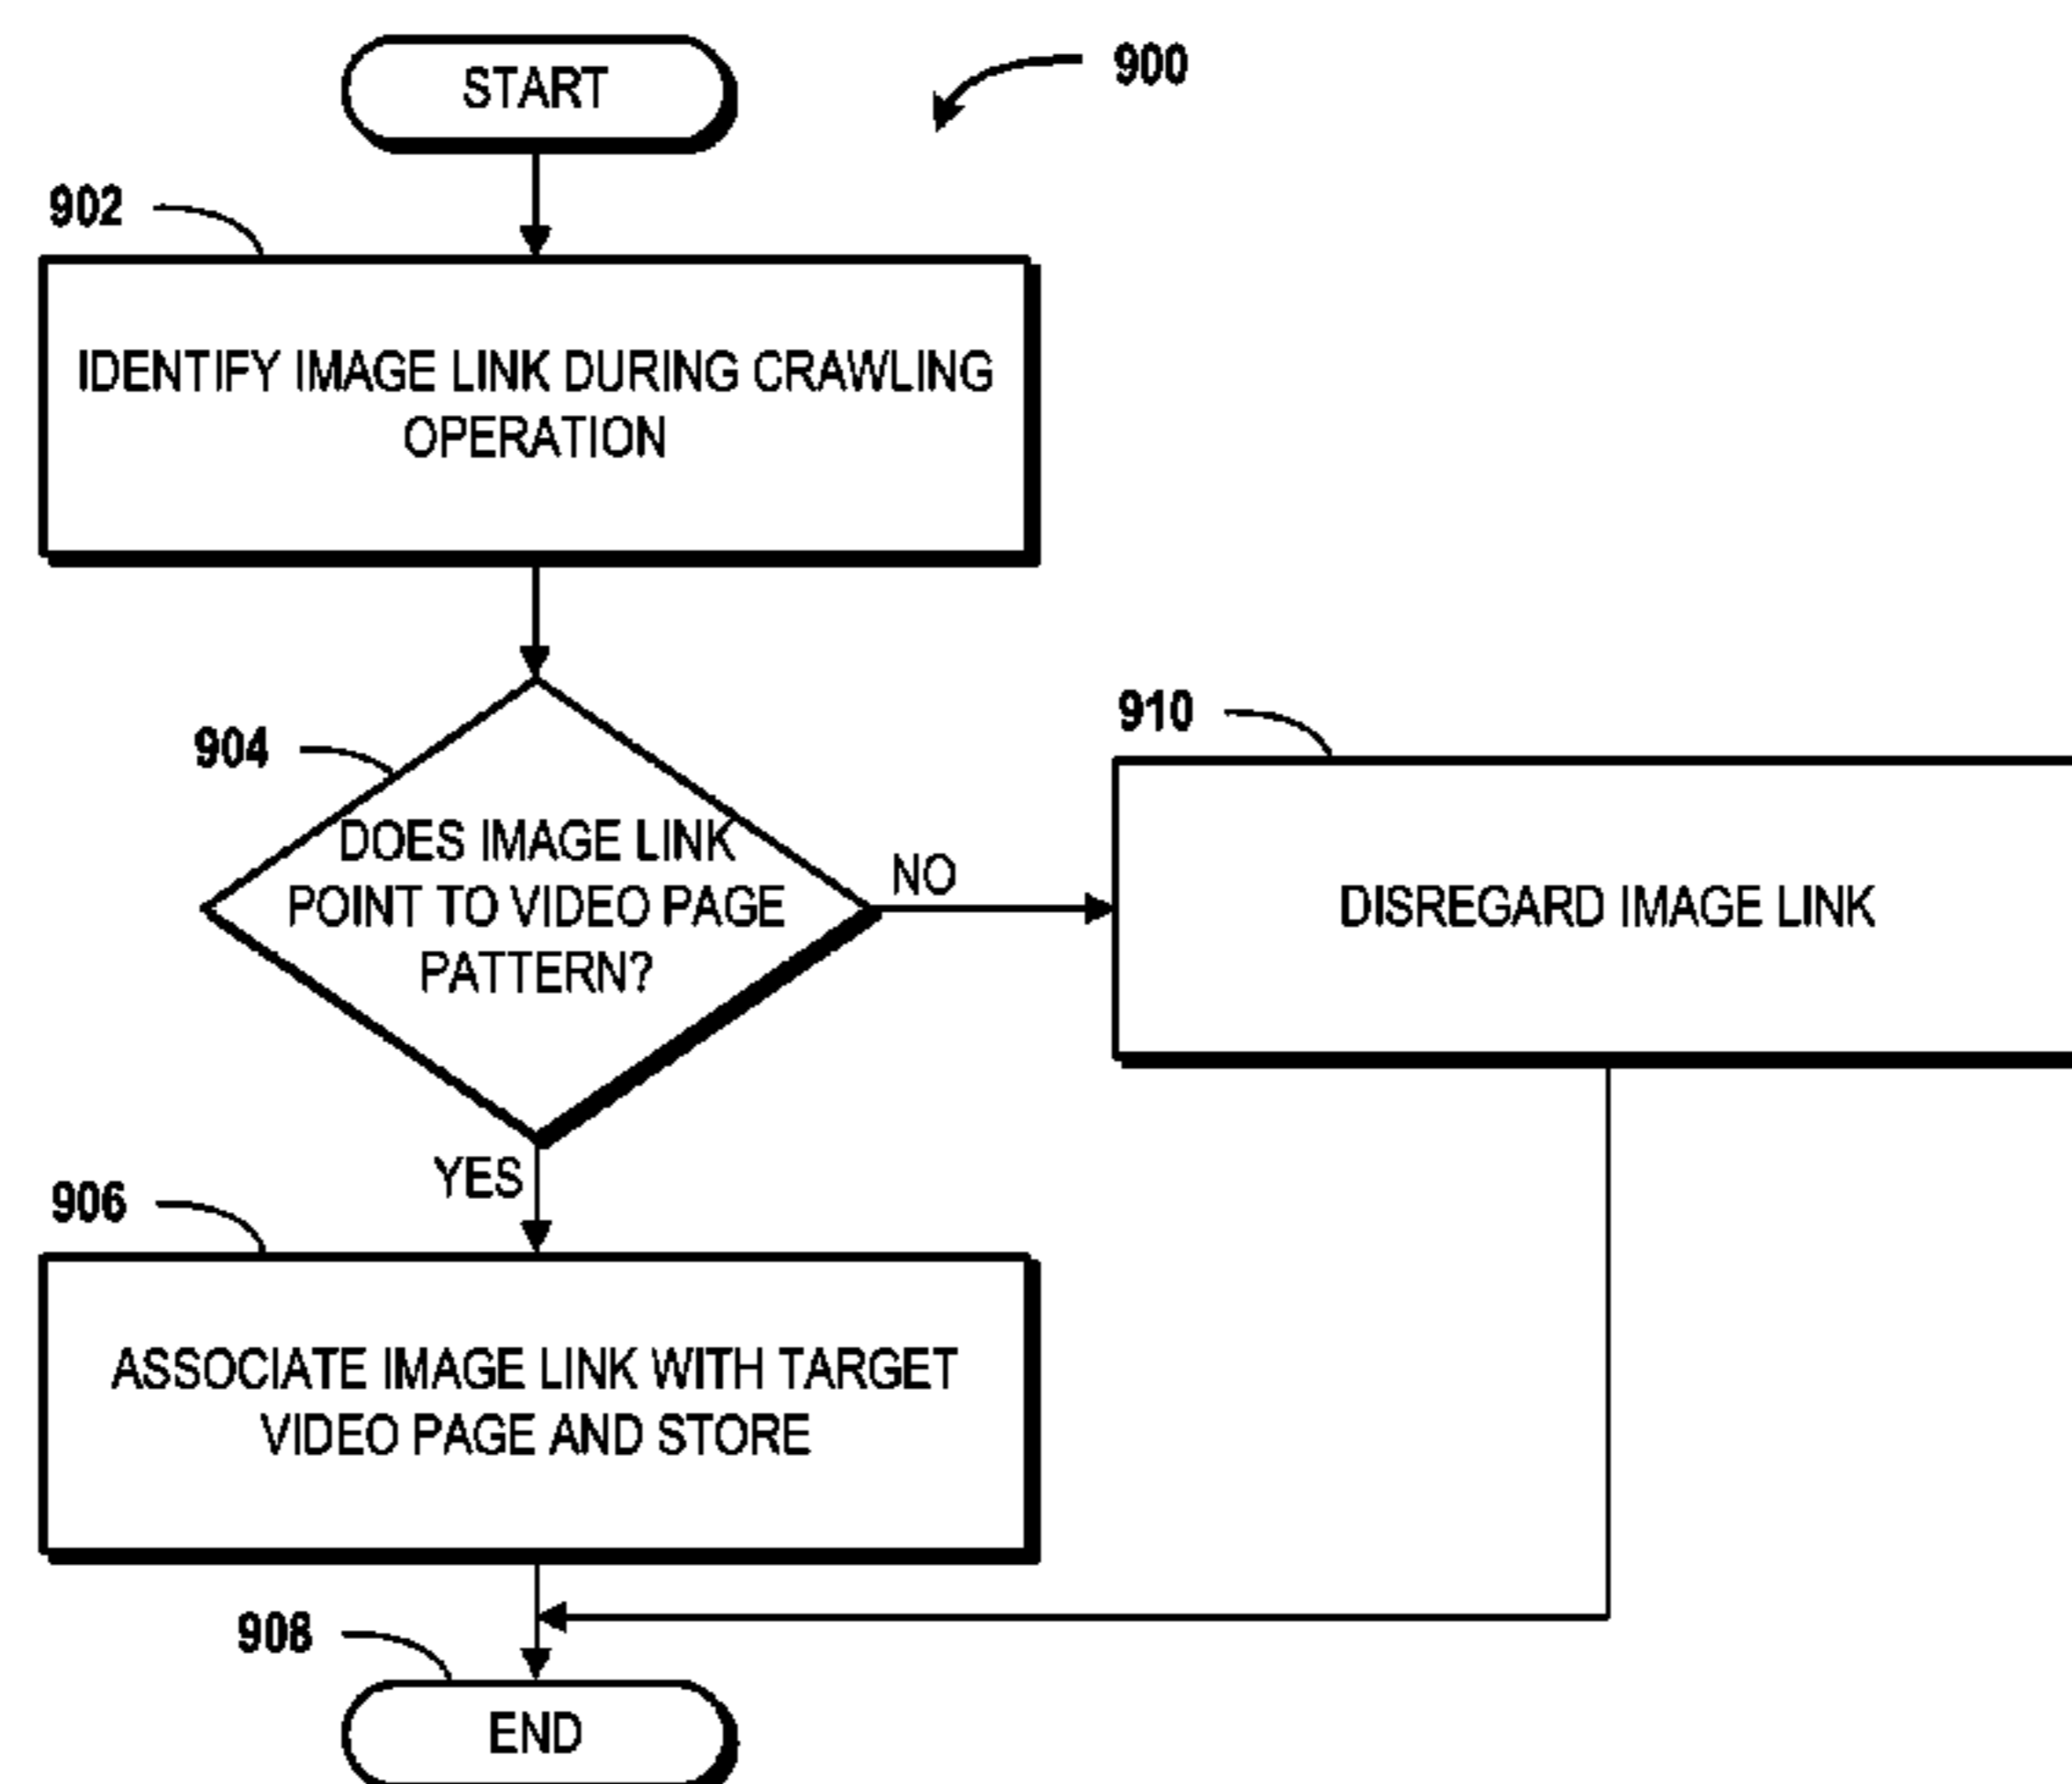 START
900
902
IDENTIFY IMAGE LINK DURING CRAWLING
OPERATION
904
DOES IMAGE LINK
POINT TO VIDEO PAGE
PATTERN?
NO
910
DISREGARD IMAGE LINK
YES
906
ASSOCIATE IMAGE LINK WITH TARGET
VIDEO PAGE AND STORE
908
END